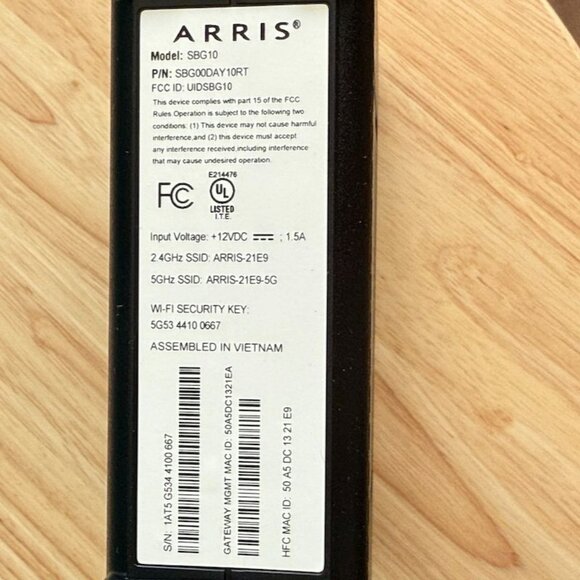 ARRIS®
Model: SBG10
P/N: SBG00DAY10RT
FCC ID: UIDSBG10
This device complies with part 15 of the FCC
Rules Operation is subject to the following two
conditions: (1) This device may not cause harmful
interference,and (2) this device must accept
any interference received,including interference
that may cause undesired operation.
E214476
FC
UL
LISTED
I.T.E.
Input Voltage: +12VDC ; 1.5A
2.4GHz SSID: ARRIS-21E9
5GHz SSID: ARRIS-21E9-5G
WI-FI SECURITY KEY:
5G53 4410 0667
ASSEMBLED IN VIETNAM
S/N: 1AT5 G534 4100 667
GATEWAY MGMT MAC ID: 50A5DC1321EA
HFC MAC ID: 50 A5 DC 13 21 E9